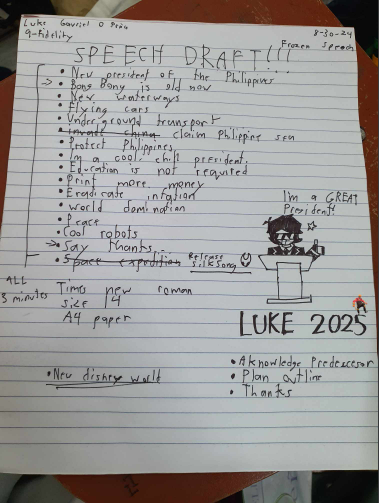 Luke Gavriel O
9-Fidelity
8-30-24
Frozen Speech
SPEECH DRAFT!!!
• New president of the Philippines
→ • Bong Bong is old now
• New waterways
• Flying cars
• Underground transport
• Invade china claim Philippine sea
• Protect Philippines,
• I'm a cool, chill president,
• Education is not required
• Print more money
• Eradicate inflation
• World domination
• Peace
• Cool robots
→ Say thanks...
• Space expedition Release silksong
I'm a GREAT
President!
ALL
3 minutes
Times new roman
size 14
A4 paper
LUKE 2025
• New disney world
• Aknowledge Predecessor
• Plan outline
• Thanks